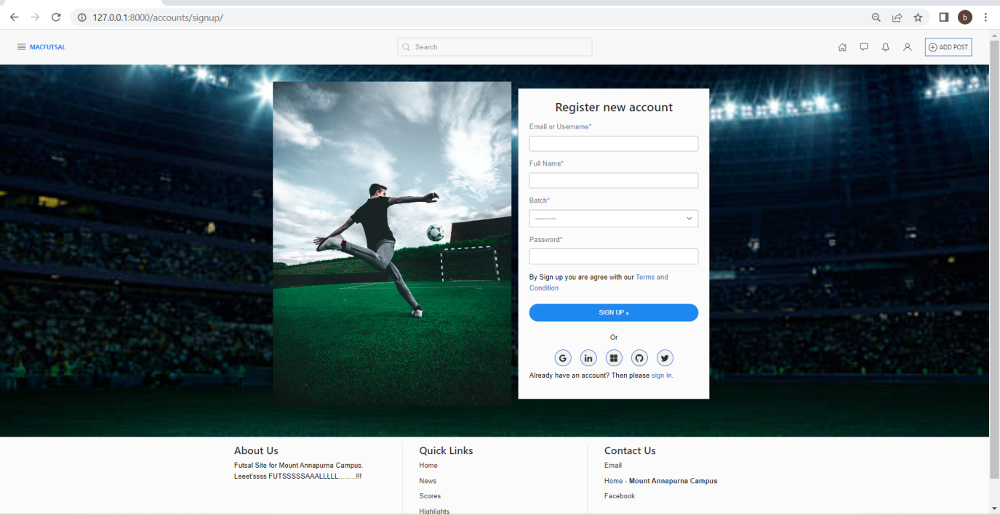 127.0.0.1:8000/accounts/signup/
b
MACFUTSAL
Search
ADD POST
Register new account
Email or Username*
Full Name*
Batch*
---------
Password*
By Sign up you are agree with our Terms and
Condition
SIGN UP »
Or
G in
Already have an account? Then please sign in.
About Us
Futsal Site for Mount Annapurna Campus.
Leeet'ssss FUTSSSSSAAALLLLL.........!!!
Quick Links
Home
News
Scores
Highlights
Contact Us
Email
Home - Mount Annapurna Campus
Facebook